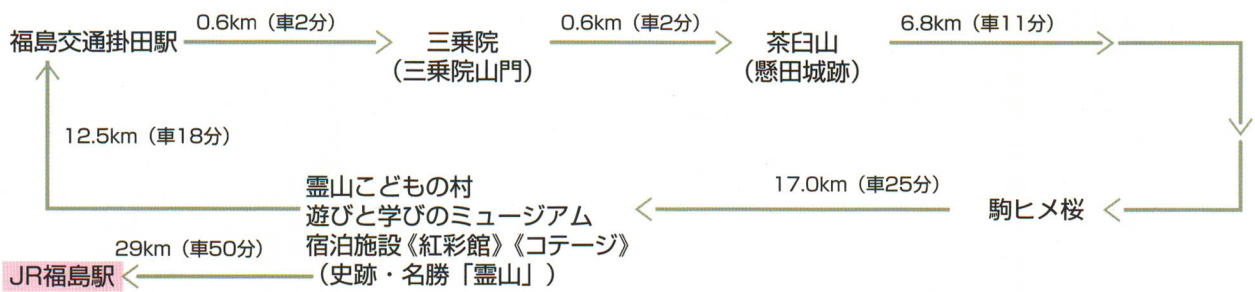 福島交通掛田駅
0.6km（車2分）
三乗院
（三乗院山門）
0.6km（車2分）
茶臼山
（懸田城跡）
6.8km（車11分）
駒ヒメ桜
17.0km（車25分）
霊山こどもの村
遊びと学びのミュージアム
宿泊施設《紅彩館》《コテージ》
（史跡・名勝「霊山」）
12.5km（車18分）
29km（車50分）
JR福島駅